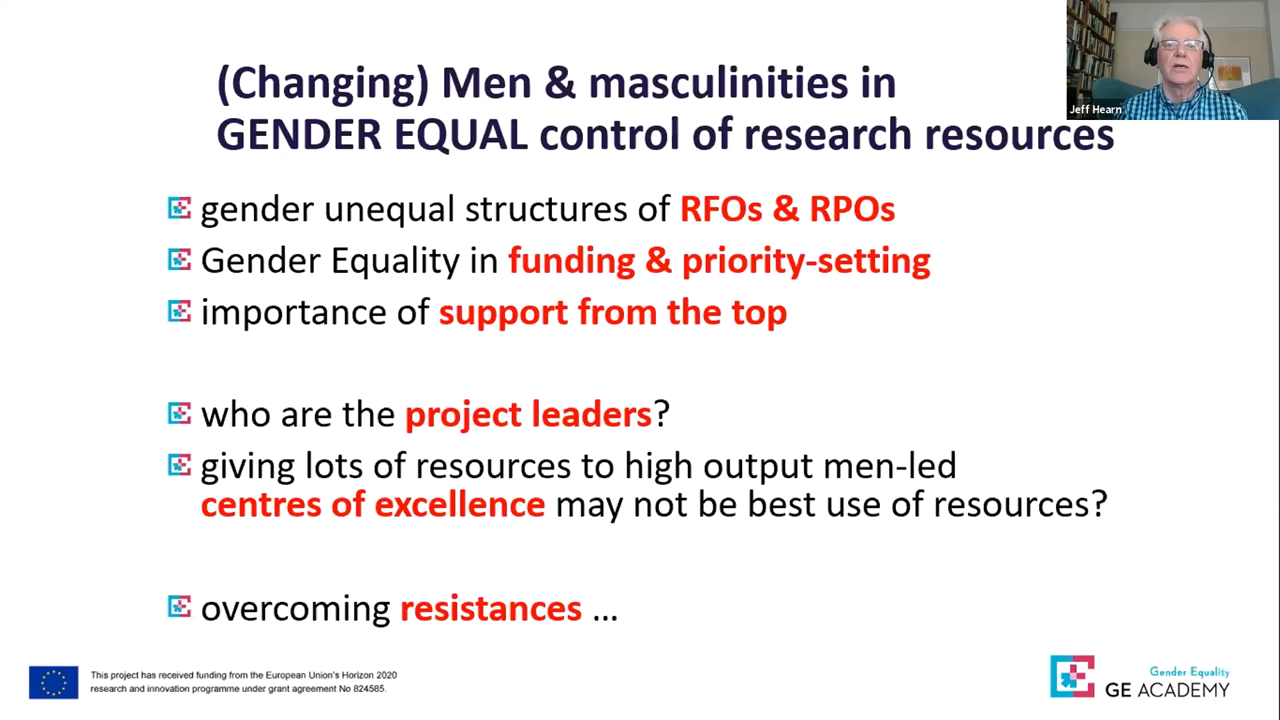 (Changing) Men & masculinities in
GENDER EQUAL control of research resources
Jeff Hearn
gender unequal structures of RFOs & RPOs
Gender Equality in funding & priority-setting
importance of support from the top
who are the project leaders?
giving lots of resources to high output men-led
centres of excellence may not be best use of resources?
overcoming resistances ...
This project has received funding from the European Union's Horizon 2020
research and innovation programme under grant agreement No 824585.
Gender Equality
GE ACADEMY